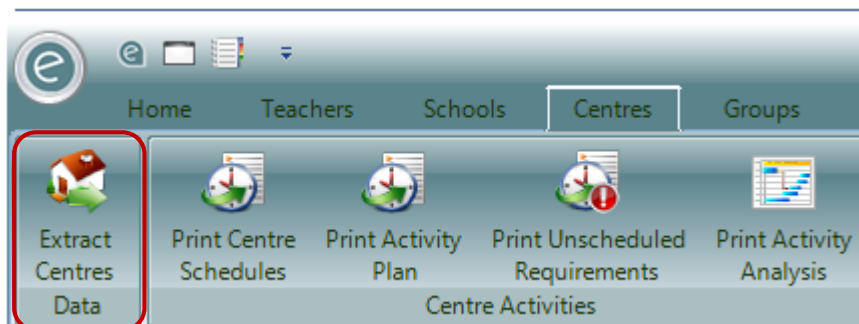 e
e
Home Teachers Schools Centres Groups
Extract Centres
Print Centre Schedules
Print Activity Plan
Print Unscheduled Requirements
Print Activity Analysis
Data Centre Activities